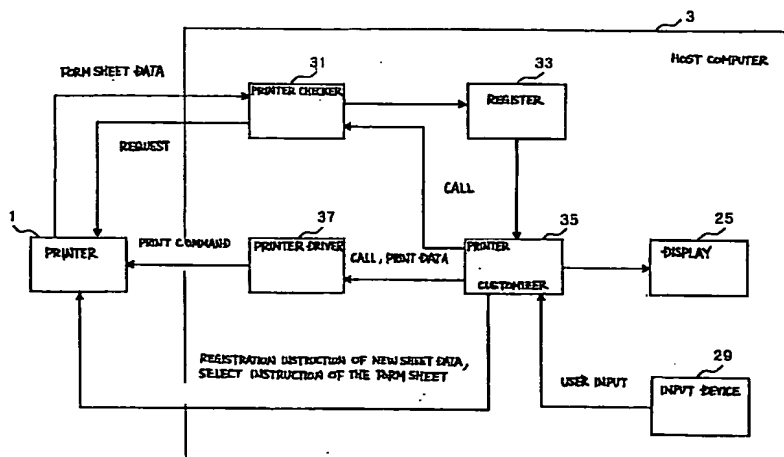 3
HOST COMPUTER
FORM SHEET DATA
31
PRINTER CHECKER
33
REGISTER
REQUEST
CALL
1
PRINTER
PRINT COMMAND
37
PRINTER DRIVER
CALL, PRINT DATA
35
PRINTER
CUSTOMIZER
25
DISPLAY
REGISTRATION INSTRUCTION OF NEW SHEET DATA,
SELECT INSTRUCTION OF THE FORM SHEET
USER INPUT
29
INPUT DEVICE